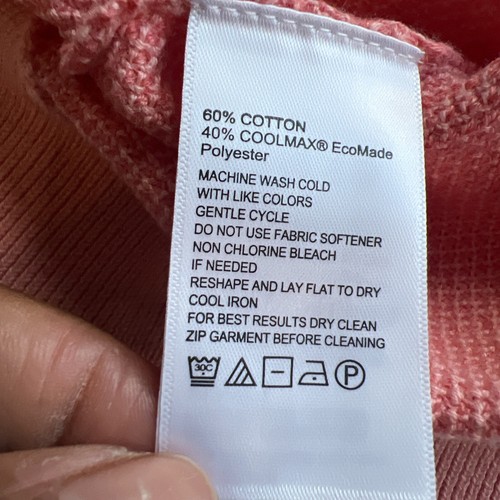 60% COTTON
40% COOLMAX® EcoMade
Polyester
MACHINE WASH COLD
WITH LIKE COLORS
GENTLE CYCLE
DO NOT USE FABRIC SOFTENER
NON CHLORINE BLEACH
IF NEEDED
RESHAPE AND LAY FLAT TO DRY
COOL IRON
FOR BEST RESULTS DRY CLEAN
ZIP GARMENT BEFORE CLEANING
30C P